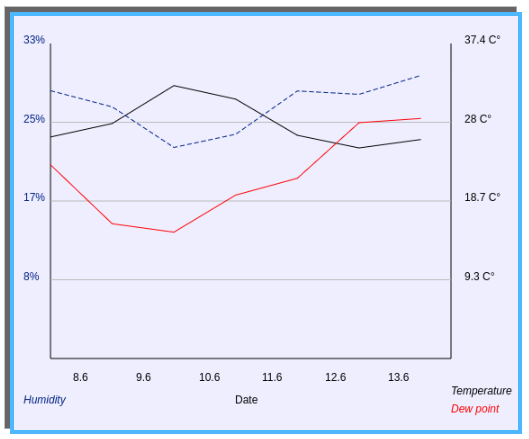 33%
37.4 C°
25%
28 C°
17%
18.7 C°
8%
9.3 C°
8.6 9.6 10.6 11.6 12.6 13.6
Humidity
Date
Temperature
Dew point